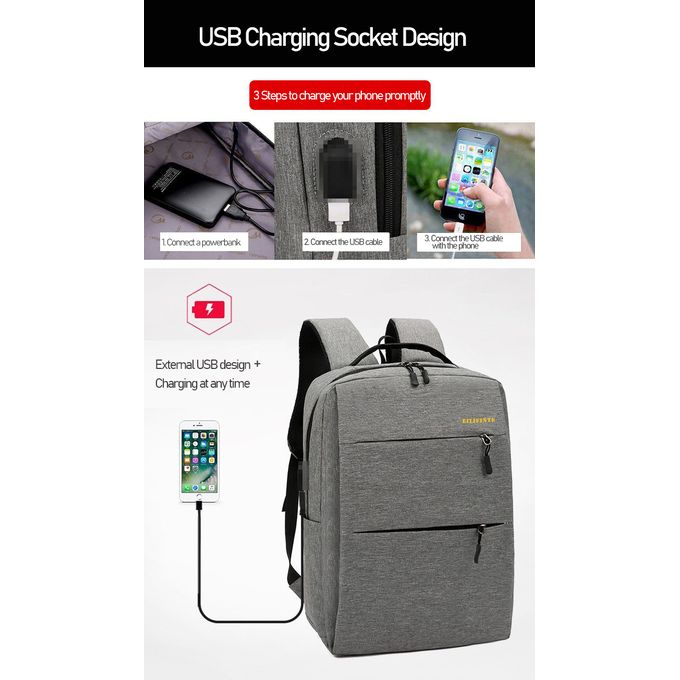 USB Charging Socket Design
3 Steps to charge your phone promptly
1. Connect a powerbank
2. Connect the USB cable
3. Connect the USB cable
with the phone
External USB design +
Charging at any time